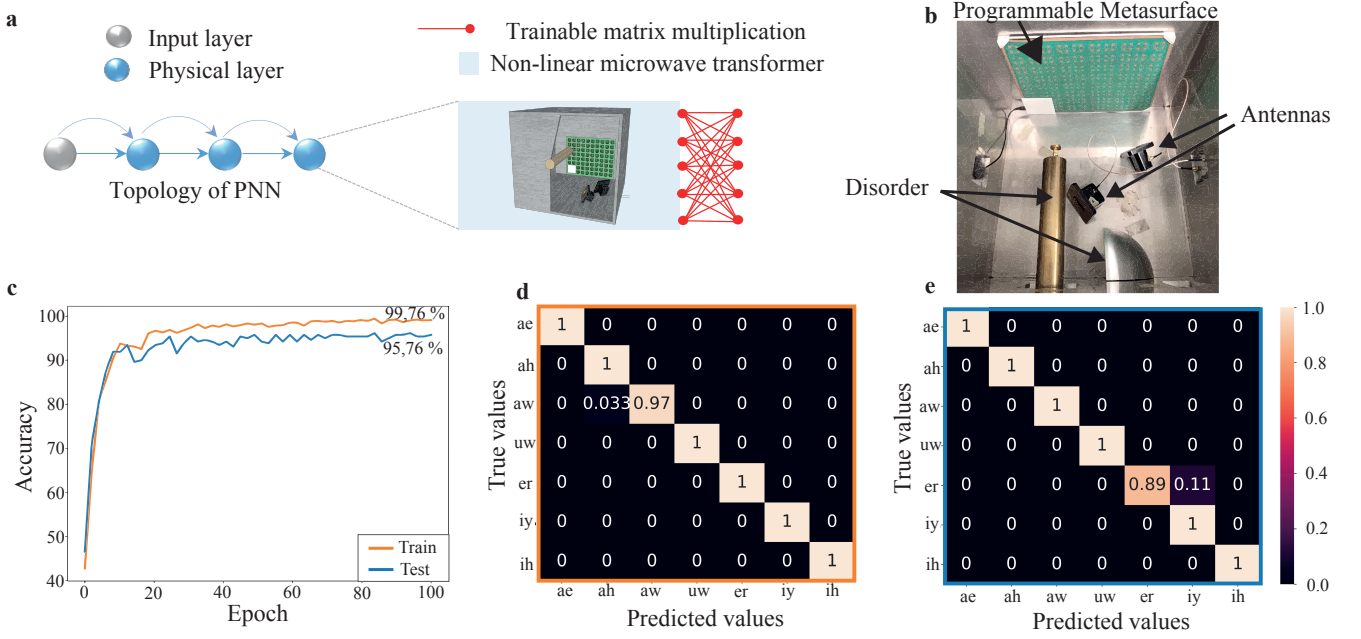 a
Input layer
Physical layer
Trainable matrix multiplication
Non-linear microwave transformer
Topology of PNN
b
Programmable Metasurface
Antennas
Disorder
c
100
90
80
70
60
50
40
0
20
40
60
80
100
Accuracy
Epoch
99,76 %
95,76 %
Train
Test
d
True values
ae 1 0 0 0 0 0 0
ah 0 1 0 0 0 0 0
aw 0 0.033 0.97 0 0 0 0
uw 0 0 0 1 0 0 0
er 0 0 0 0 1 0 0
iy 0 0 0 0 0 1 0
ih 0 0 0 0 0 0 1
ae ah aw uw er iy ih
Predicted values
e
True values
ae 1 0 0 0 0 0 0
ah 0 1 0 0 0 0 0
aw 0 0 1 0 0 0 0
uw 0 0 0 1 0 0 0
er 0 0 0 0 0.89 0.11 0
iy 0 0 0 0 0 1 0
ih 0 0 0 0 0 0 1
ae ah aw uw er iy ih
Predicted values
1.0
0.8
0.6
0.4
0.2
0.0